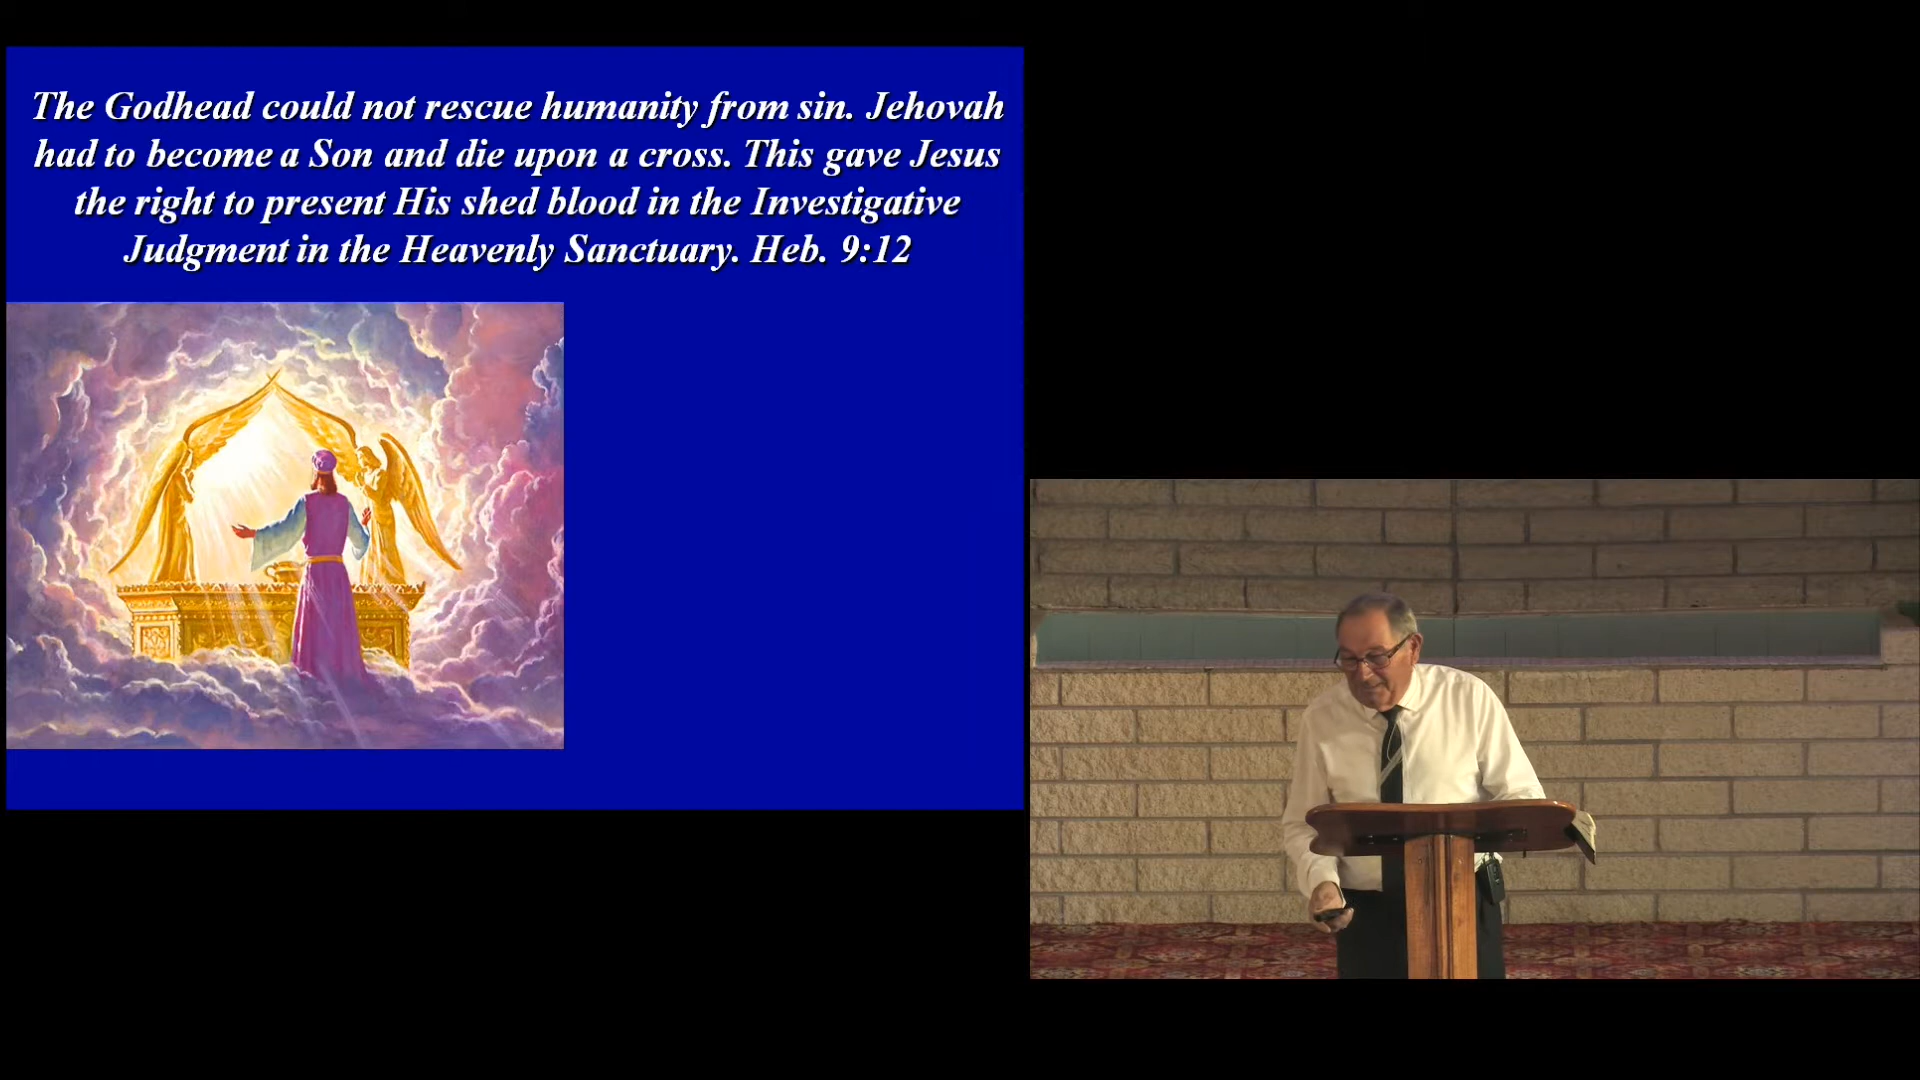 The Godhead could not rescue humanity from sin. Jehovah
had to become a Son and die upon a cross. This gave Jesus
the right to present His shed blood in the Investigative
Judgment in the Heavenly Sanctuary. Heb. 9:12